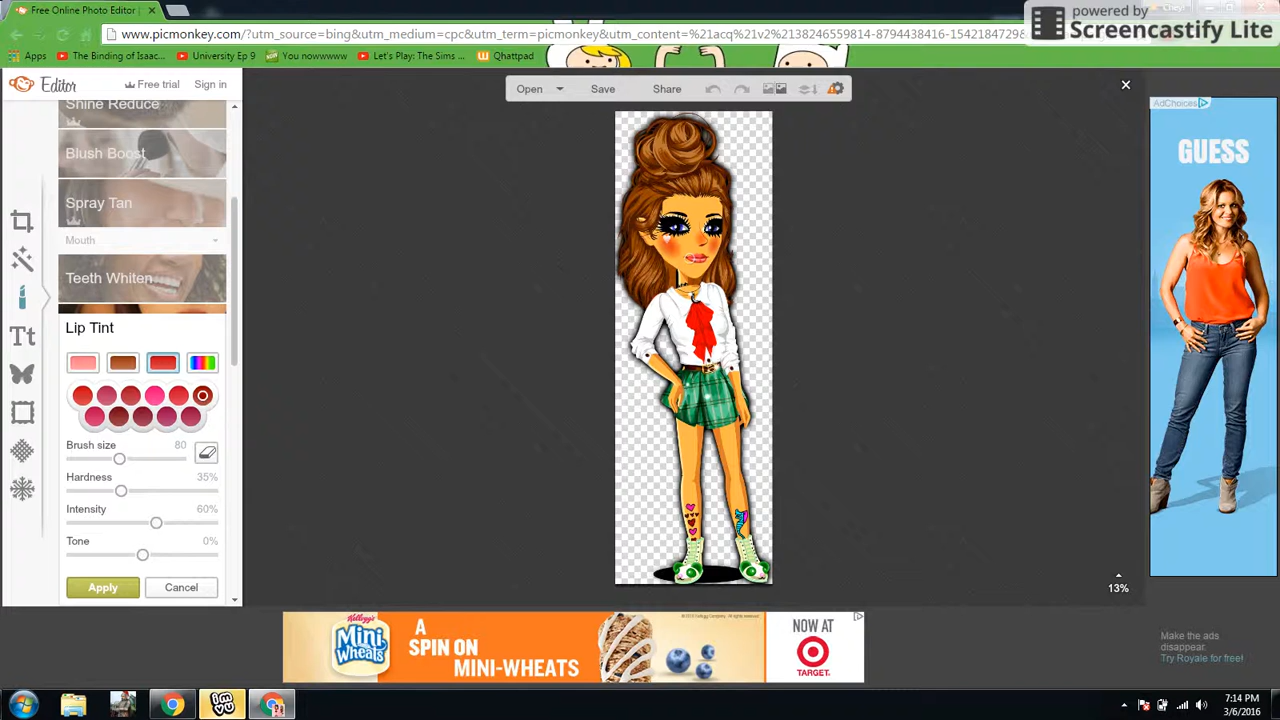 Free Online Photo Editor |
Cheys
powered by
Screencastify Lite
www.picmonkey.com/?utm_source=bing&utm_medium=cpc&utm_term=picmonkey&utm_content=%21acq%21v2%2138246559814-8794438416-1542184729
Apps
The Binding of Isaac
University Ep 9
You nowwwww
Let's Play: The Sims ...
Qhattpad
Editor
Free trial
Sign in
Open
Save
Share
AdChoices
GUESS
Shine Reduce
Blush Boost
Spray Tan
Mouth
Teeth Whiten
Lip Tint
Tt
Brush size 80
Hardness 35%
Intensity 60%
Tone 0%
Apply
Cancel
13%
Kellogg's
Mini
Wheats
A
SPIN ON
MINI-WHEATS
NOW AT
TARGET
Make the ads
disappear.
Try Royale for free!
imvu
7:14 PM
3/6/2016